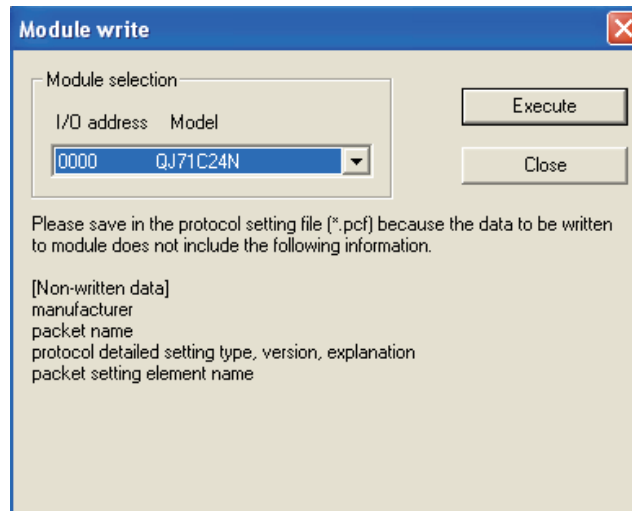 Module write
Module selection
I/O address Model
0000 QJ71C24N
Execute
Close
Please save in the protocol setting file (*.pcf) because the data to be written
to module does not include the following information.
[Non-written data]
manufacturer
packet name
protocol detailed setting type, version, explanation
packet setting element name